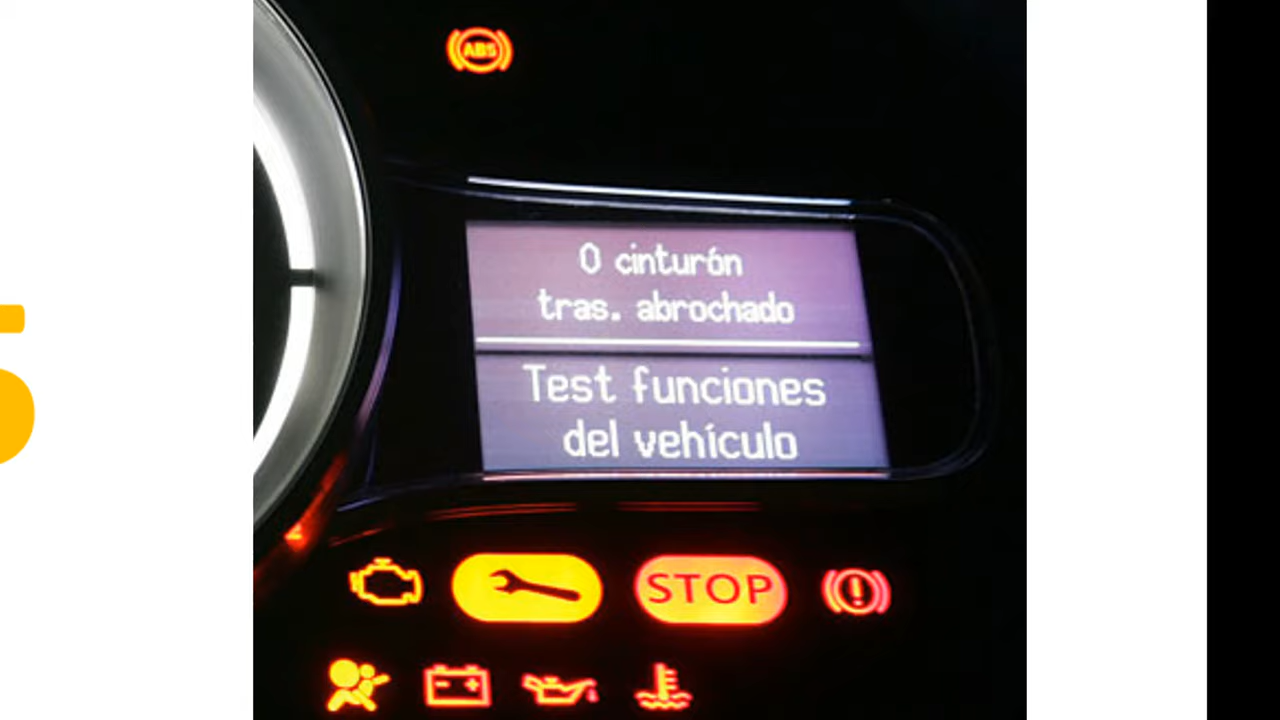 ABS
0 cinturón
tras. abrochado
Test funciones
del vehículo
STOP